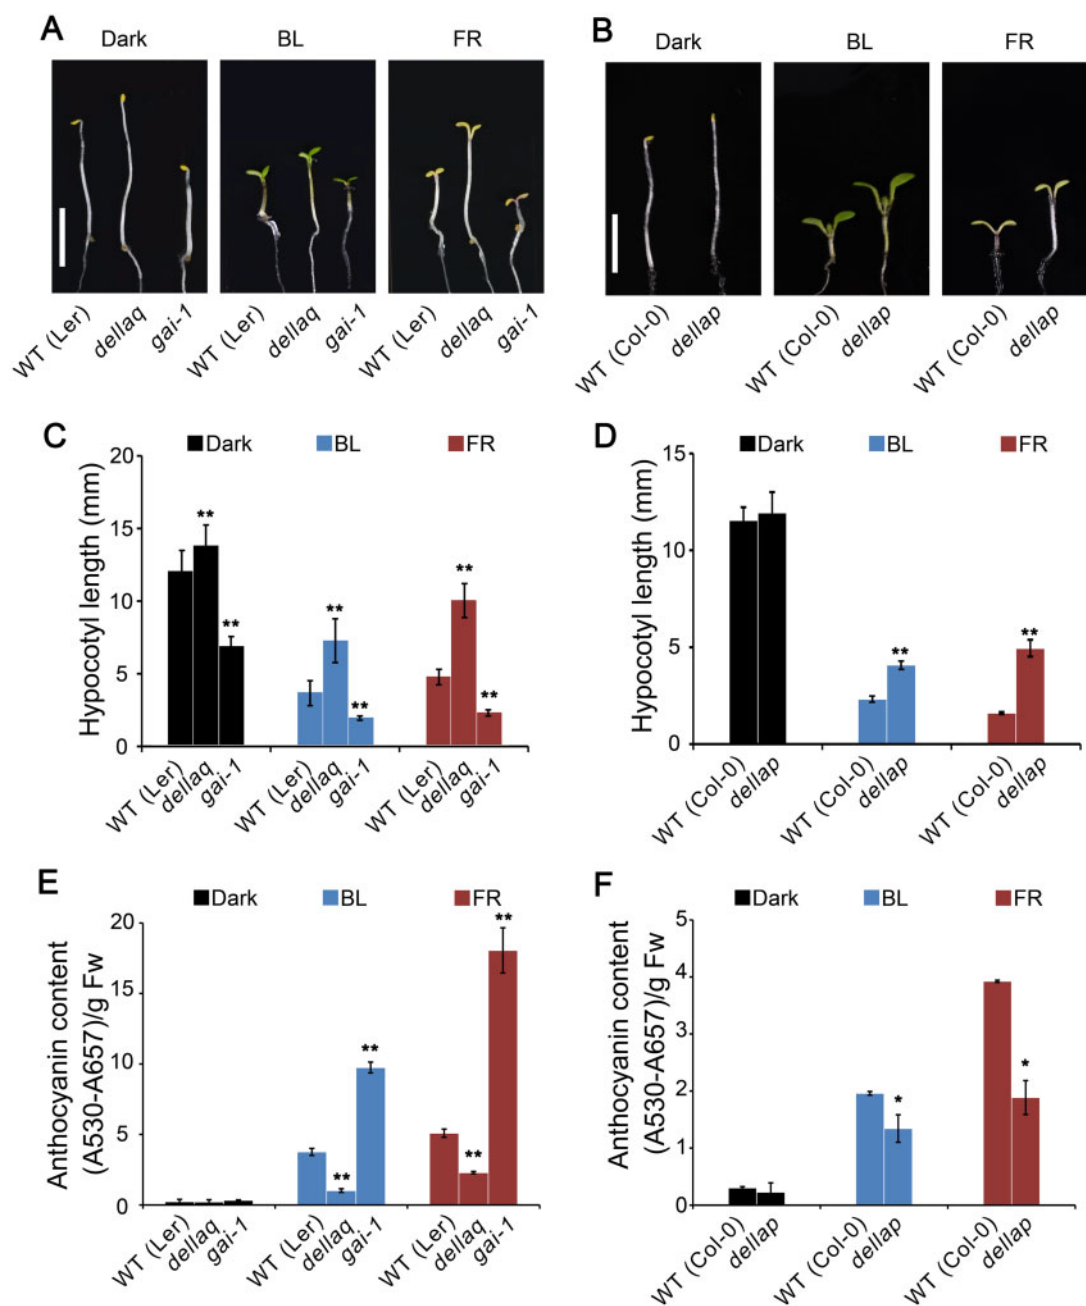 A
Dark BL FR
WT (Ler) dellaq gai-1 WT (Ler) dellaq gai-1 WT (Ler) dellaq gai-1
B
Dark BL FR
WT (Col-0) dellap WT (Col-0) dellap WT (Col-0) dellap
C
Dark BL FR
Hypocotyl length (mm)
20
15
10
5
0
** ** ** ** ** **
WT (Ler) dellaq gai-1 WT (Ler) dellaq gai-1 WT (Ler) dellaq gai-1
D
Dark BL FR
Hypocotyl length (mm)
15
10
5
0
** **
WT (Col-0) dellap WT (Col-0) dellap WT (Col-0) dellap
E
Dark BL FR
Anthocyanin content
(A530-A657)/g Fw
20
15
10
5
0
** ** ** **
WT (Ler) dellaq gai-1 WT (Ler) dellaq gai-1 WT (Ler) dellaq gai-1
F
Dark BL FR
Anthocyanin content
(A530-A657)/g Fw
5
4
3
2
1
0
* *
WT (Col-0) dellap WT (Col-0) dellap WT (Col-0) dellap